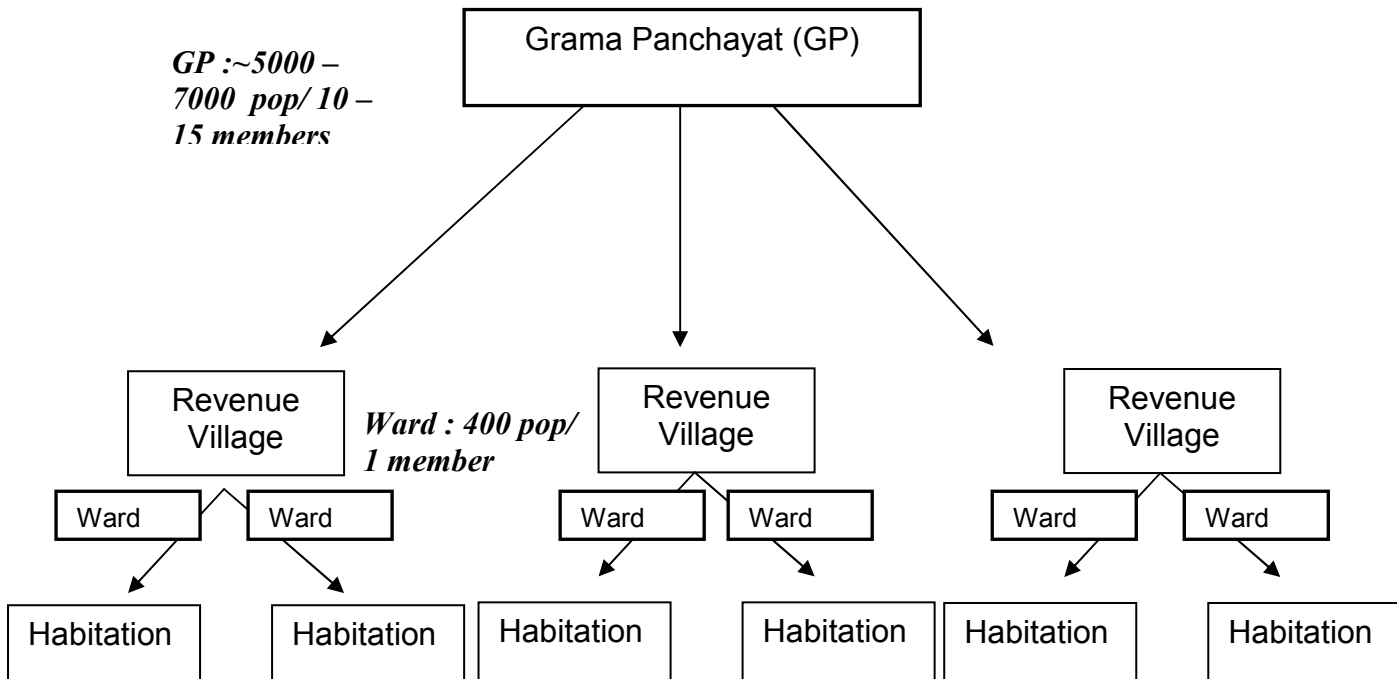 Grama Panchayat (GP)
GP :~5000 –
7000 pop/ 10 –
15 members
Revenue
Village
Ward : 400 pop/
1 member
Revenue
Village
Revenue
Village
Ward
Ward
Ward
Ward
Ward
Ward
Habitation
Habitation
Habitation
Habitation
Habitation
Habitation